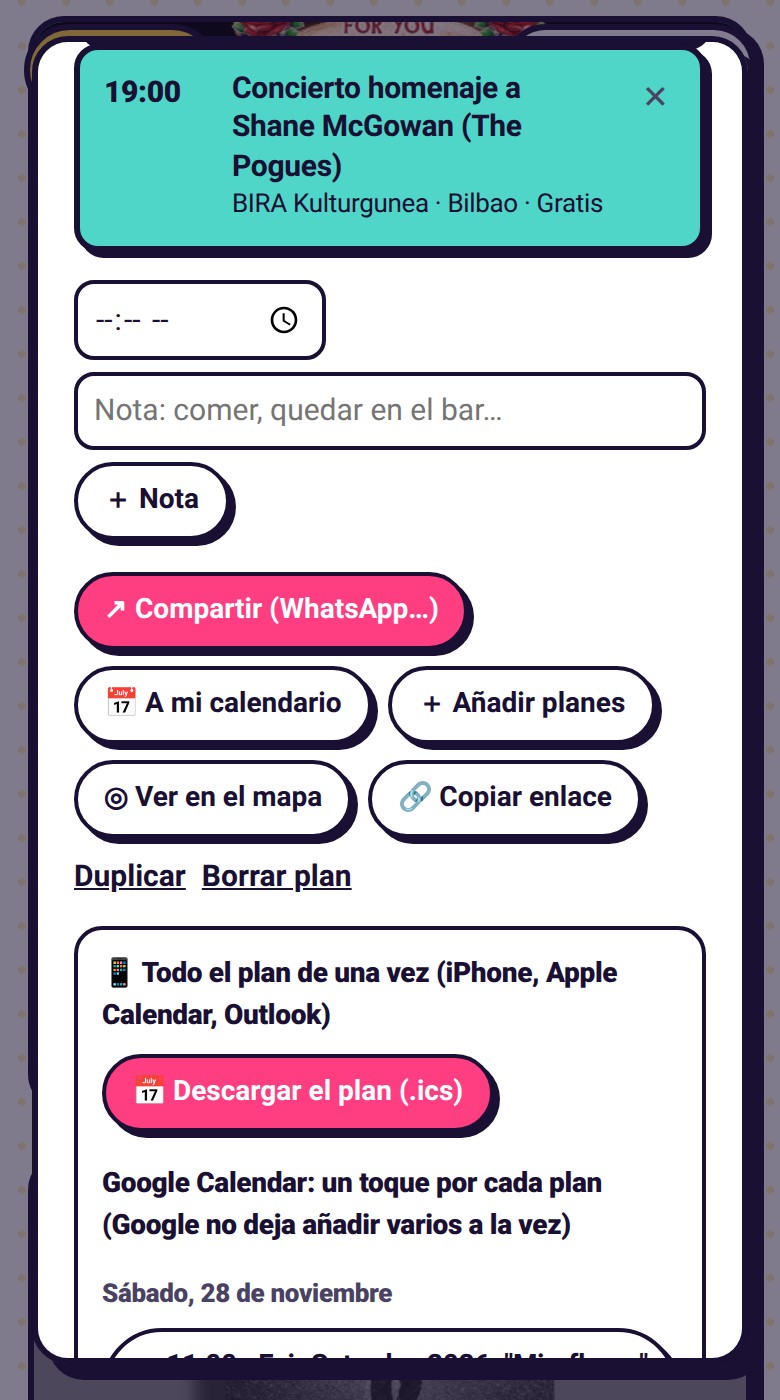 FOR YOU
19:00
Concierto homenaje a
Shane McGowan (The
Pogues)
BIRA Kulturgunea · Bilbao · Gratis
✕
--:-- --
Nota: comer, quedar en el bar…
+ Nota
↗ Compartir (WhatsApp…)
📅 A mi calendario
+ Añadir planes
◎ Ver en el mapa
🔗 Copiar enlace
Duplicar Borrar plan
📱 Todo el plan de una vez (iPhone, Apple
Calendar, Outlook)
📅 Descargar el plan (.ics)
Google Calendar: un toque por cada plan
(Google no deja añadir varios a la vez)
Sábado, 28 de noviembre